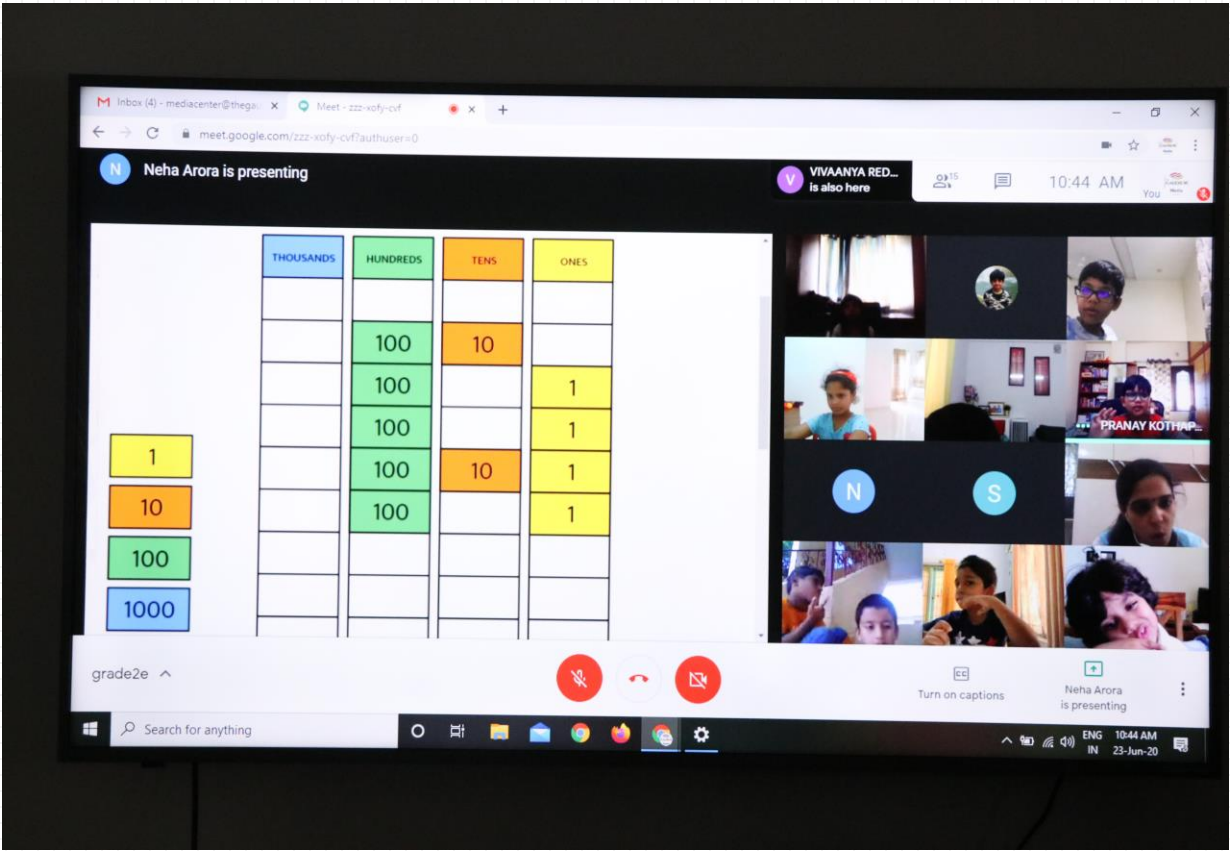 Inbox (4) - mediacenter@thegau
Meet - zzz-xofy-cvf
meet.google.com/zzz-xofy-cvf?authuser=0
N Neha Arora is presenting
V VIVAANYA RED...
is also here
15
10:44 AM
You
THOUSANDS HUNDREDS TENS ONES
100 10
100 1
100 1
100 10 1
100 1
1
10
100
1000
PRANAY KOTHAP...
N S
grade2e
CC
Turn on captions
Neha Arora
is presenting
Search for anything
ENG
IN
10:44 AM
23-Jun-20